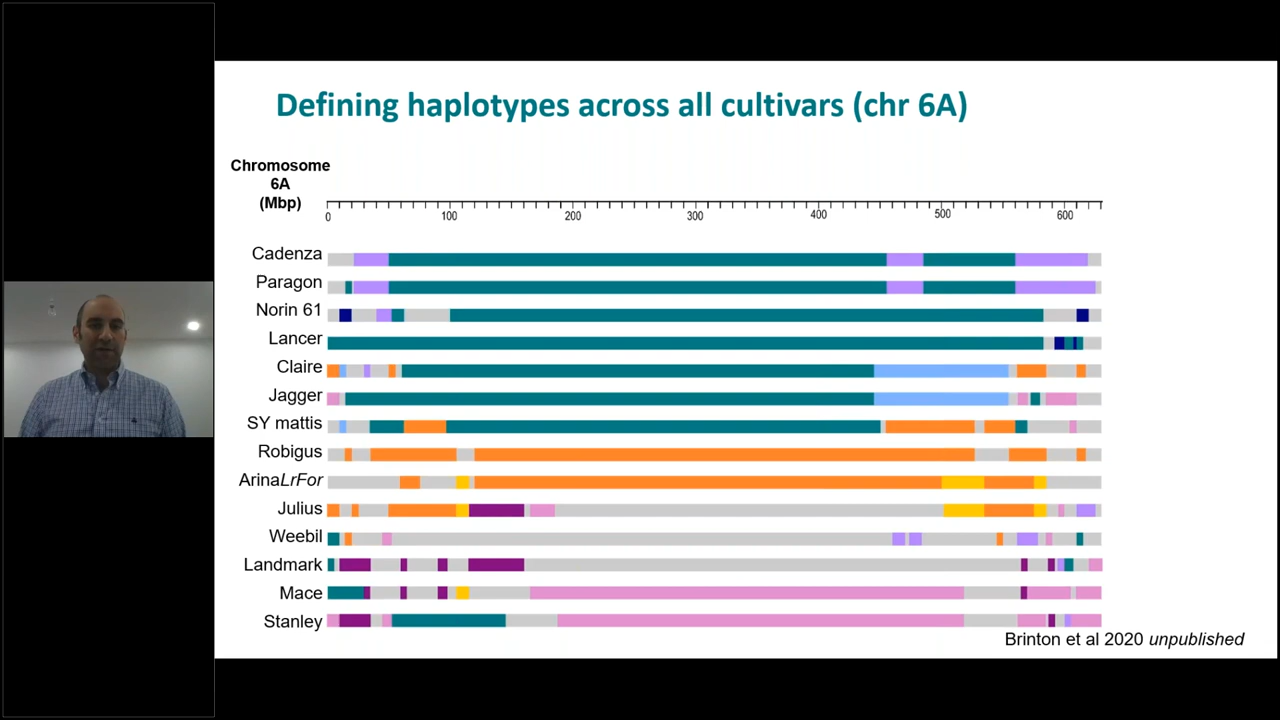 Defining haplotypes across all cultivars (chr 6A)
Chromosome
6A
(Mbp)
0 100 200 300 400 500 600
Cadenza
Paragon
Norin 61
Lancer
Claire
Jagger
SY mattis
Robigus
ArinaLrFor
Julius
Weebil
Landmark
Mace
Stanley
Brinton et al 2020 unpublished